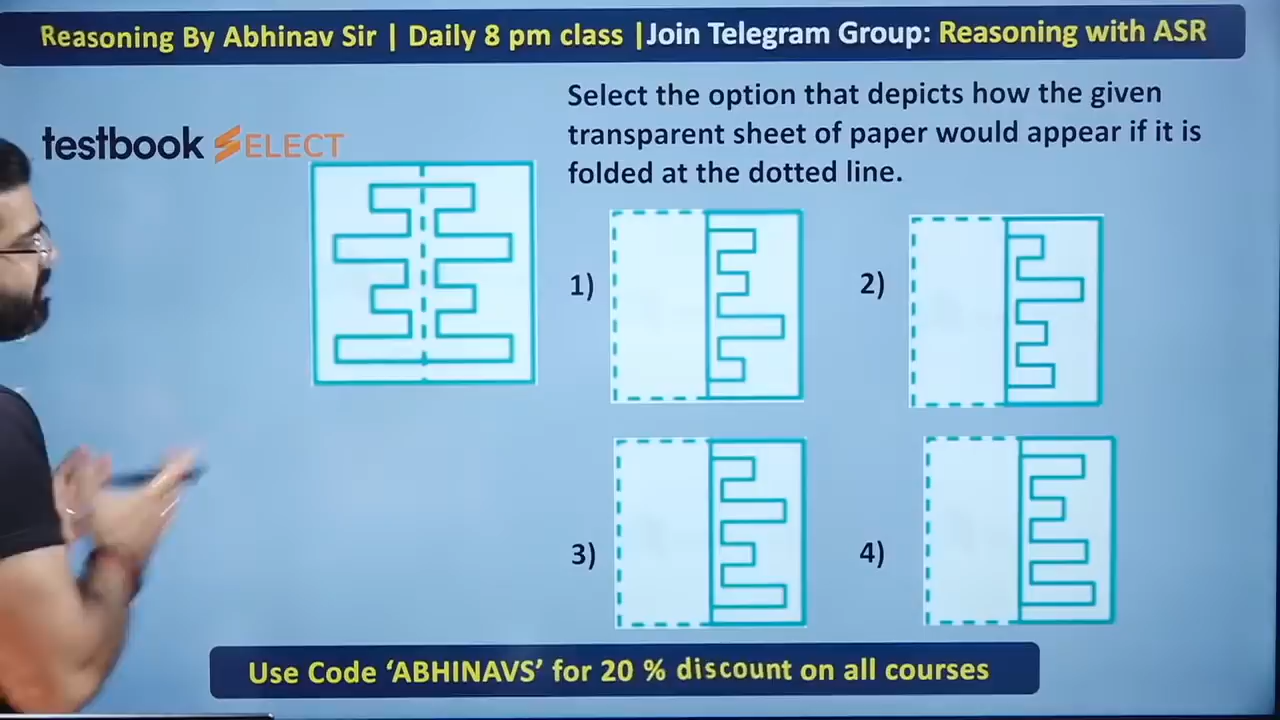 Reasoning By Abhinav Sir | Daily 8 pm class |Join Telegram Group: Reasoning with ASR
testbook SELECT
Select the option that depicts how the given
transparent sheet of paper would appear if it is
folded at the dotted line.
1)
2)
3)
4)
Use Code ‘ABHINAVS’ for 20 % discount on all courses